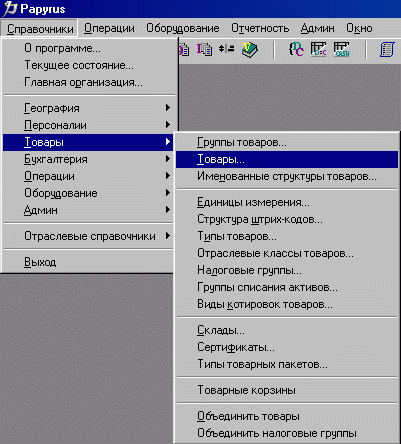 Papyrus
Справочники Операции Оборудование Отчетность Админ Окно
О программе...
Текущее состояние...
Главная организация...
География
Персоналии
Товары
Бухгалтерия
Операции
Оборудование
Админ
Отраслевые справочники
Выход
Группы товаров...
Товары...
Именованные структуры товаров...
Единицы измерения...
Структура штрих-кодов...
Типы товаров...
Отраслевые классы товаров...
Налоговые группы...
Группы списания активов...
Виды котировок товаров...
Склады...
Сертификаты...
Типы товарных пакетов...
Товарные корзины
Объединить товары
Объединить налоговые группы